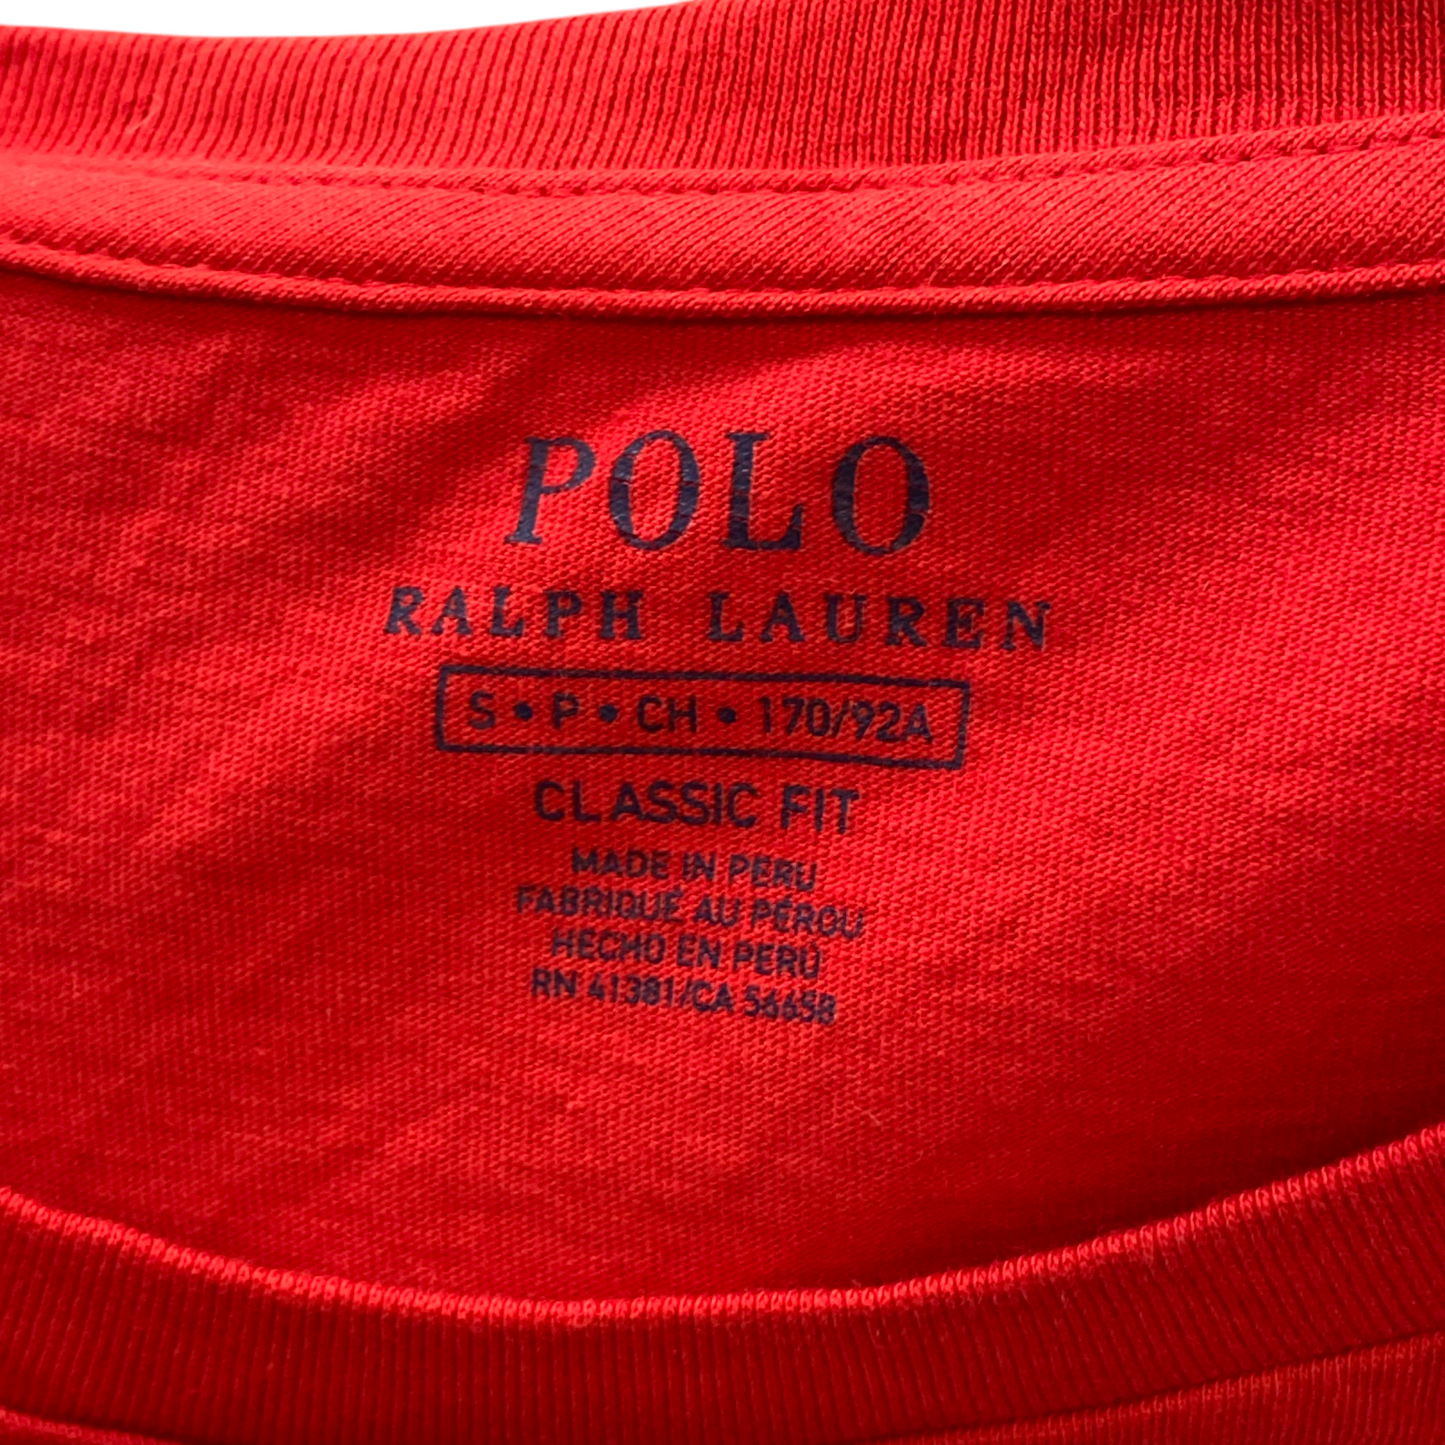 POLO
RALPH LAUREN
S • P • CH • 170/92A
CLASSIC FIT
MADE IN PERU
FABRIQUÉ AU PÉROU
HECHO EN PERÚ
RN 41381/CA 56658